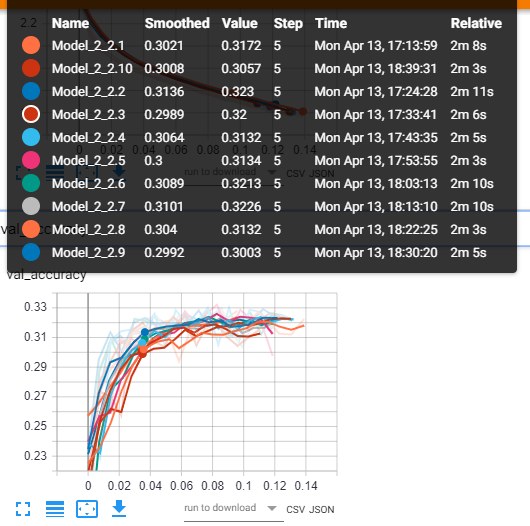 2.2
Name Smoothed Value Step Time Relative
Model_2_2.1 0.3021 0.3172 5 Mon Apr 13, 17:13:59 2m 8s
Model_2_2.10 0.3008 0.3057 5 Mon Apr 13, 18:39:31 2m 3s
Model_2_2.2 0.3136 0.323 5 Mon Apr 13, 17:24:28 2m 11s
Model_2_2.3 0.2989 0.32 5 Mon Apr 13, 17:33:41 2m 6s
Model_2_2.4 0.3064 0.3132 5 Mon Apr 13, 17:43:35 2m 5s
0 0.02 0.04 0.06 0.08 0.1 0.12 0.14
Model_2_2.5 0.3 0.3134 5 Mon Apr 13, 17:53:55 2m 3s
run to download CSV JSON
Model_2_2.6 0.3089 0.3213 5 Mon Apr 13, 18:03:13 2m 10s
Model_2_2.7 0.3101 0.3226 5 Mon Apr 13, 18:13:10 2m 10s
Model_2_2.8 0.304 0.3132 5 Mon Apr 13, 18:22:25 2m 3s
Model_2_2.9 0.2992 0.3003 5 Mon Apr 13, 18:30:20 2m 5s
val_accuracy
0.33
0.31
0.29
0.27
0.25
0.23
0 0.02 0.04 0.06 0.08 0.1 0.12 0.14
run to download CSV JSON